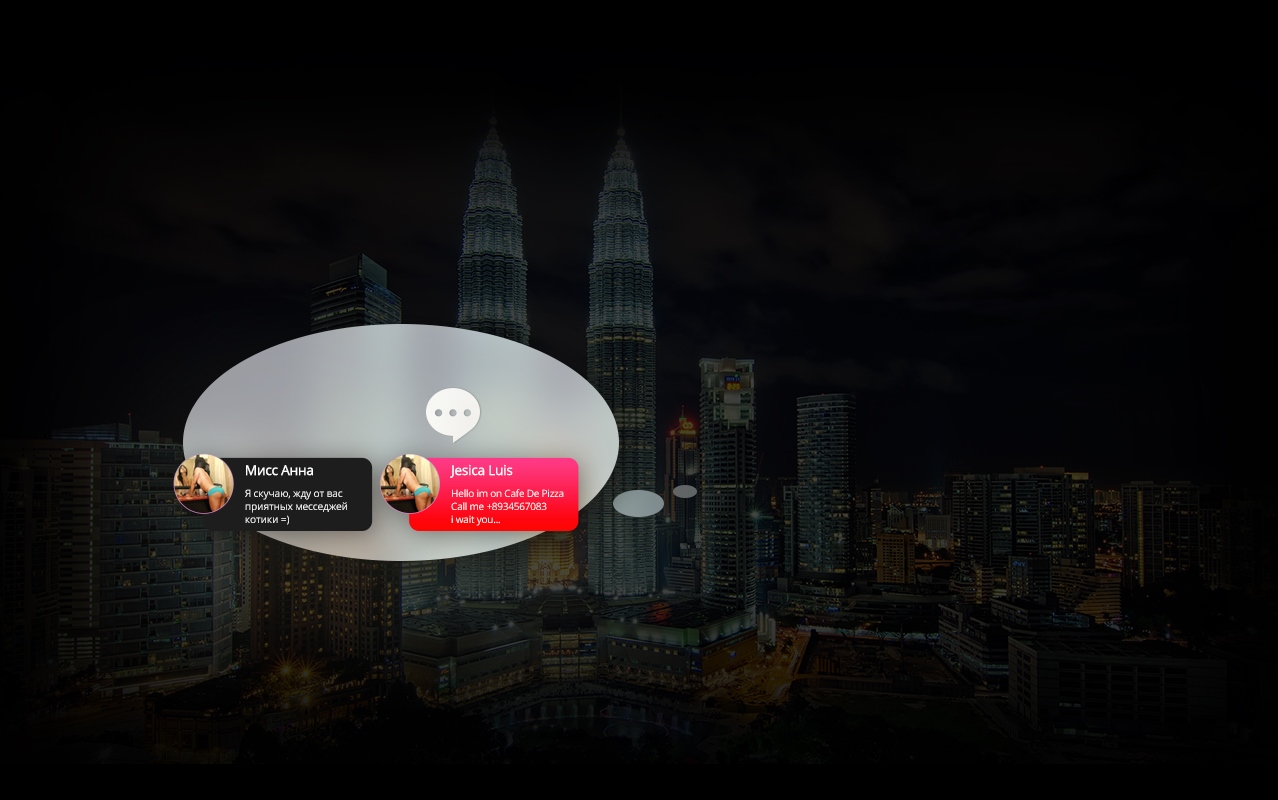 Мисс Анна
Я скучаю, жду от вас
приятных месседжей
котики =)
Jesica Luis
Hello im on Cafe De Pizza
Call me +8934567083
i wait you...